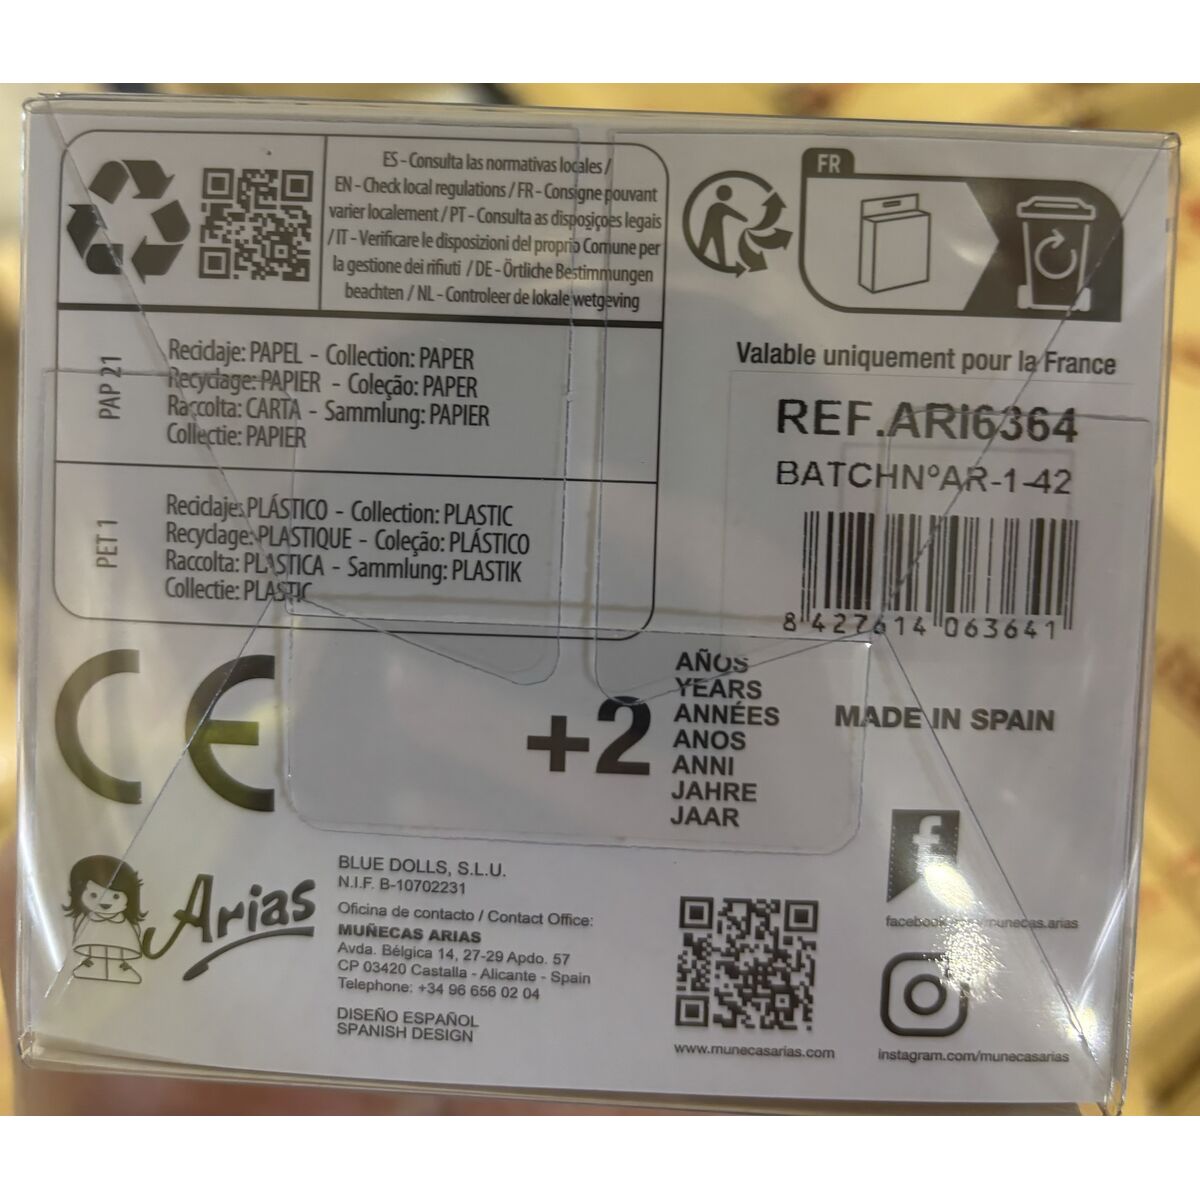 ES - Consulta las normativas locales /
EN - Check local regulations / FR - Consigne pouvant
varier localement / PT - Consulta as disposiçoes legais
/ IT - Verificare le disposizioni del proprio Comune per
la gestione dei rifiuti / DE - Örtliche Bestimmungen
beachten / NL - Controleer de lokale wetgeving
PAP 21
Reciclaje: PAPEL - Collection: PAPER
Recyclage: PAPIER - Coleção: PAPER
Raccolta: CARTA - Sammlung: PAPIER
Collectie: PAPIER
PET 1
Reciclaje: PLÁSTICO - Collection: PLASTIC
Recyclage: PLASTIQUE - Coleção: PLÁSTICO
Raccolta: PLASTICA - Sammlung: PLASTIK
Collectie: PLASTIC
FR
Valable uniquement pour la France
REF.ARI6364
BATCHNºAR-1-42
8 427614 063641
CE
+2
AÑOS
YEARS
ANNÉES
ANOS
ANNI
JAHRE
JAAR
MADE IN SPAIN
Arias
BLUE DOLLS, S.L.U.
N.I.F. B-10702231
Oficina de contacto / Contact Office:
MUÑECAS ARIAS
Avda. Bélgica 14, 27-29 Apdo. 57
CP 03420 Castalla - Alicante - Spain
Telephone: +34 96 656 02 04
DISEÑO ESPAÑOL
SPANISH DESIGN
www.munecasarias.com
f
facebook.com/munecas.arias
instagram.com/munecasarias